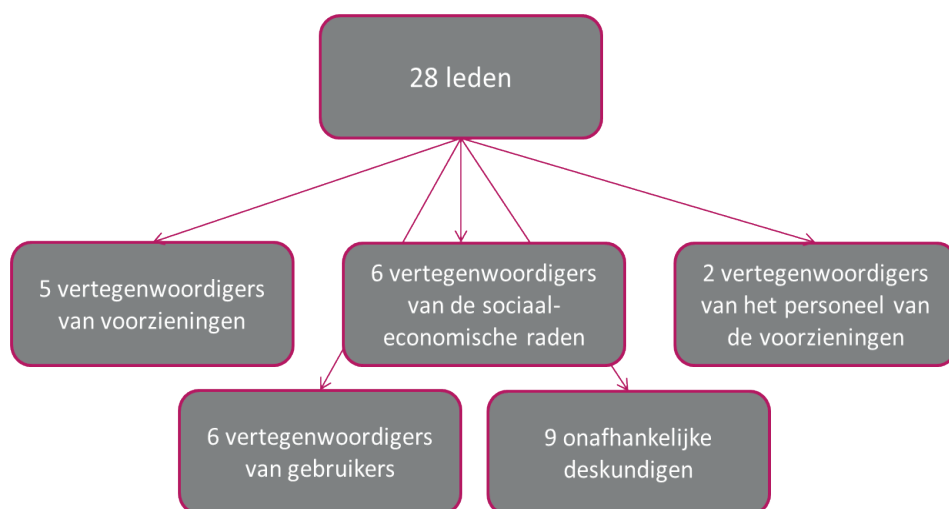 28 leden
5 vertegenwoordigers
van voorzieningen
6 vertegenwoordigers
van de sociaal-
economische raden
2 vertegenwoordigers
van het personeel van
de voorzieningen
6 vertegenwoordigers
van gebruikers
9 onafhankelijke
deskundigen